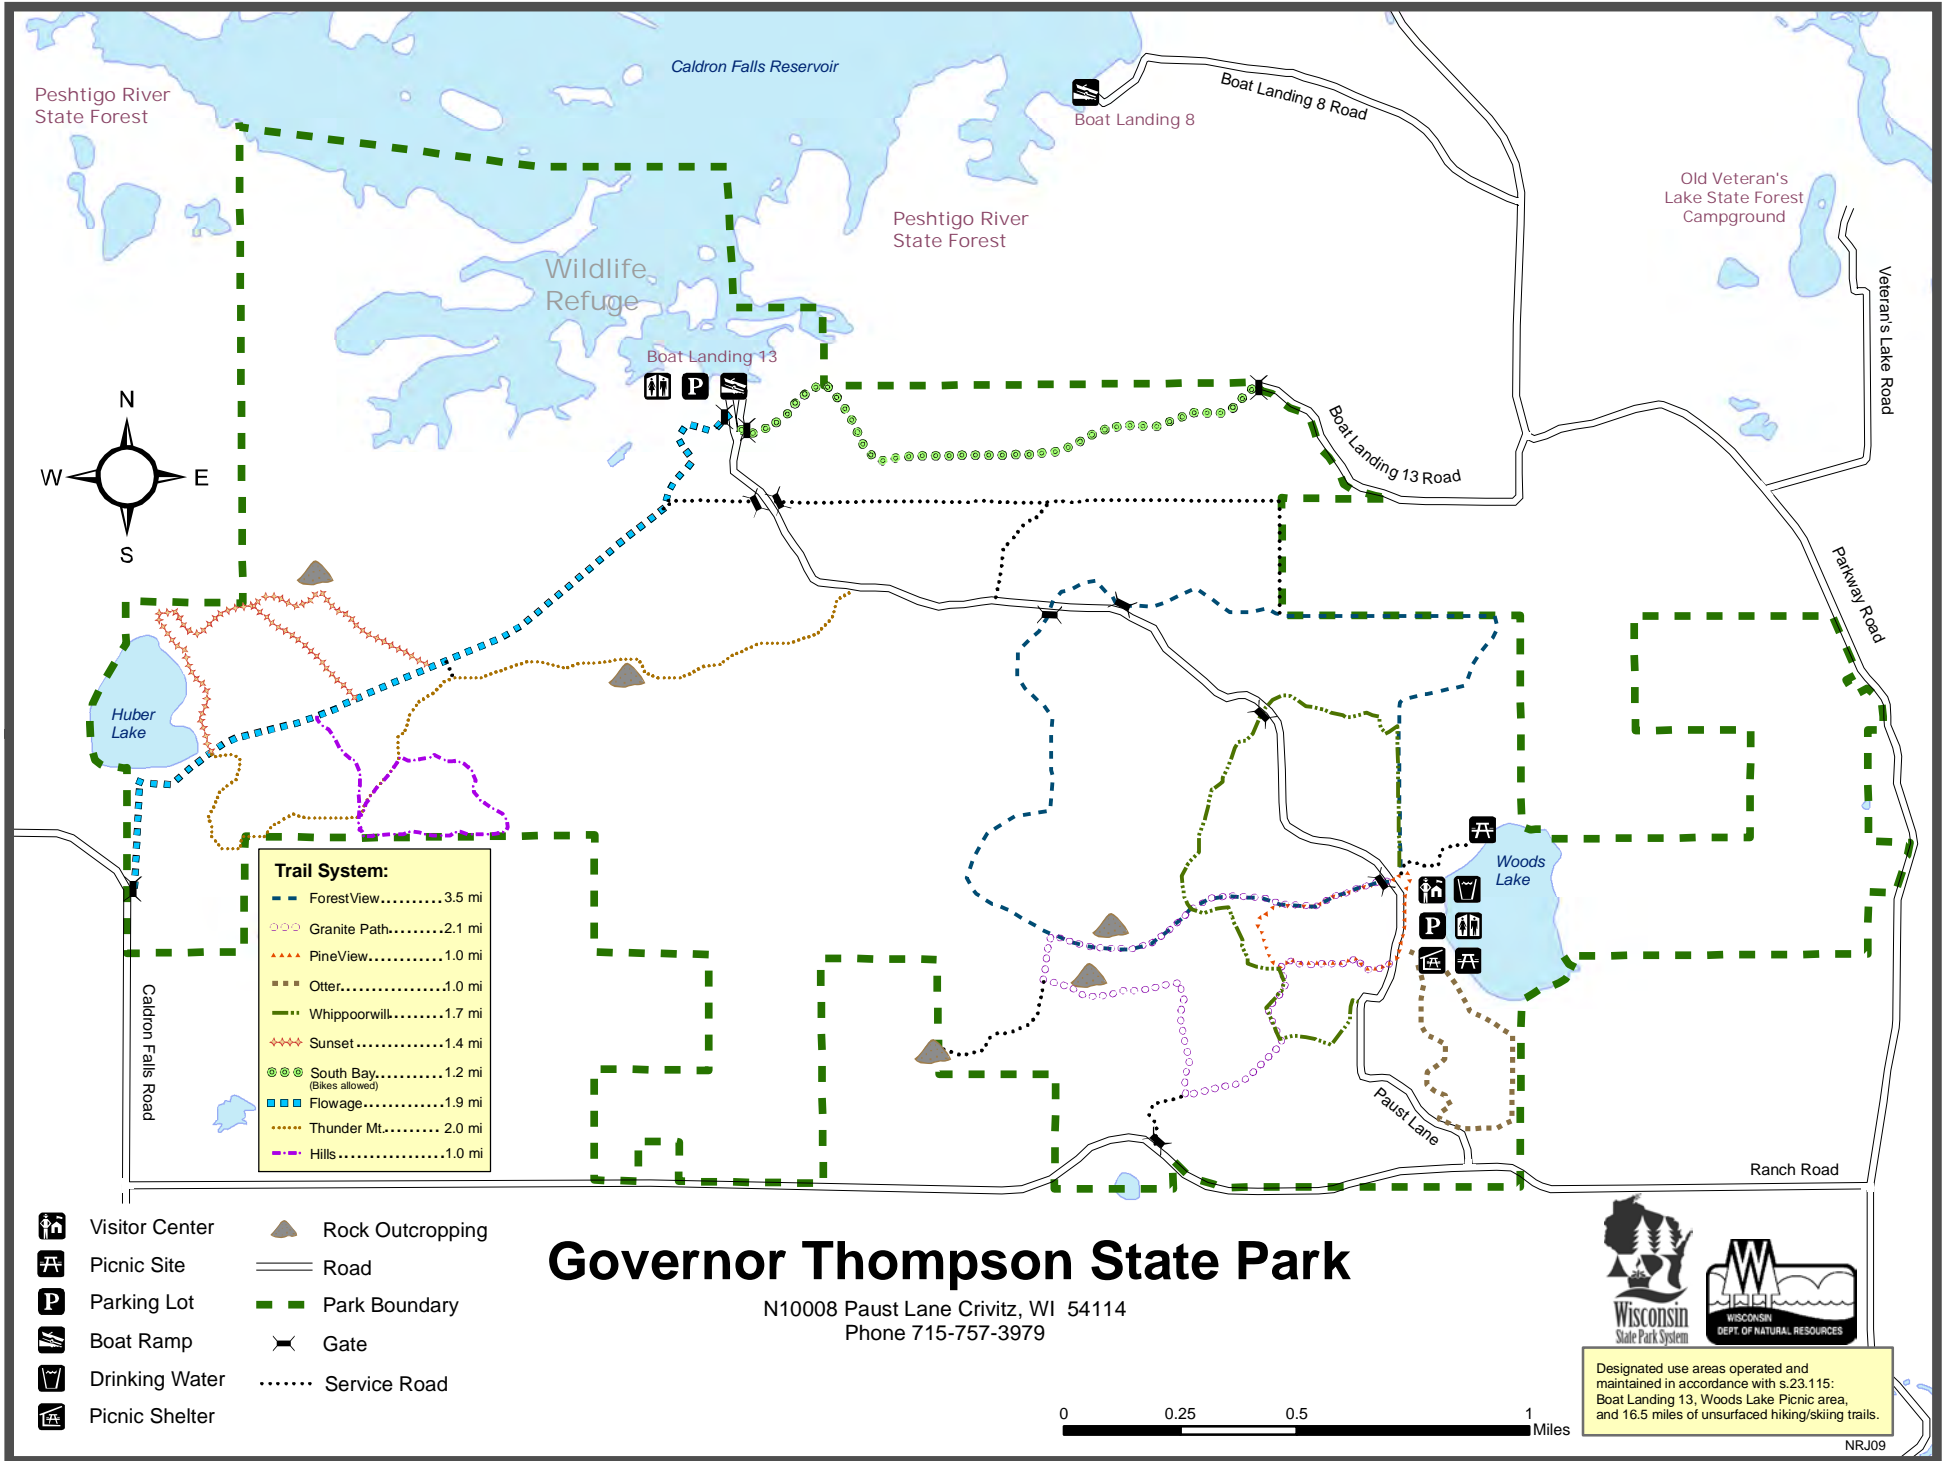 Caldron Falls Reservoir
Peshtigo River
State Forest
Boat Landing 8 Road
Boat Landing 8
Old Veteran's
Lake State Forest
Campground
Peshtigo River
State Forest
Wildlife
Refuge
Veteran's Lake Road
Boat Landing 13
P
N
W
E
S
Boat Landing 13 Road
Parkway Road
Huber
Lake
Woods
Lake
P
Trail System:
ForestView..........3.5 mi
Granite Path.........2.1 mi
PineView............1.0 mi
Otter................1.0 mi
Whippoorwill.........1.7 mi
Sunset.............1.4 mi
South Bay..........1.2 mi
(Bikes allowed)
Flowage............1.9 mi
Thunder Mt......... 2.0 mi
Hills.................1.0 mi
Caldron Falls Road
Paust Lane
Ranch Road
Visitor Center
Picnic Site
P
Parking Lot
Boat Ramp
Drinking Water
Picnic Shelter
Rock Outcropping
Road
Park Boundary
Gate
Service Road
Governor Thompson State Park
N10008 Paust Lane Crivitz, WI 54114
Phone 715-757-3979
0
0.25
0.5
1
Miles
Wisconsin
State Park System
W
WISCONSIN
DEPT. OF NATURAL RESOURCES
Designated use areas operated and
maintained in accordance with s.23.115:
Boat Landing 13, Woods Lake Picnic area,
and 16.5 miles of unsurfaced hiking/skiing trails.
NRJ09